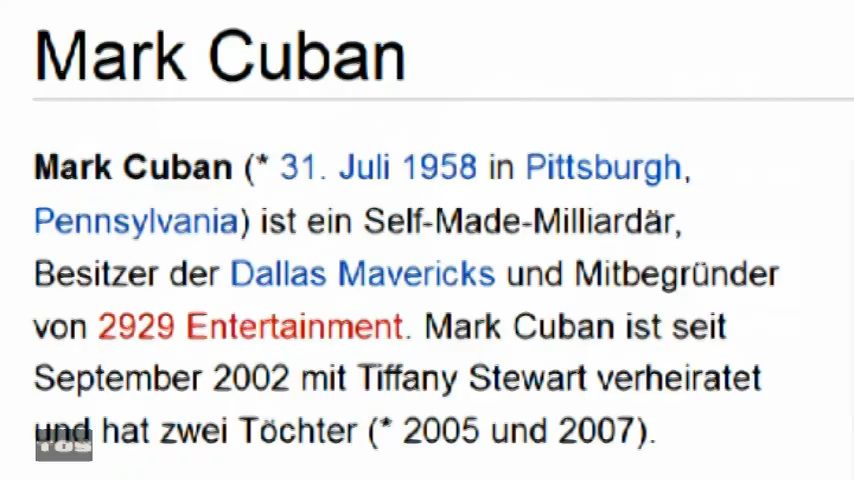 Mark Cuban
Mark Cuban (* 31. Juli 1958 in Pittsburgh,
Pennsylvania) ist ein Self-Made-Milliardär,
Besitzer der Dallas Mavericks und Mitbegründer
von 2929 Entertainment. Mark Cuban ist seit
September 2002 mit Tiffany Stewart verheiratet
und hat zwei Töchter (* 2005 und 2007).